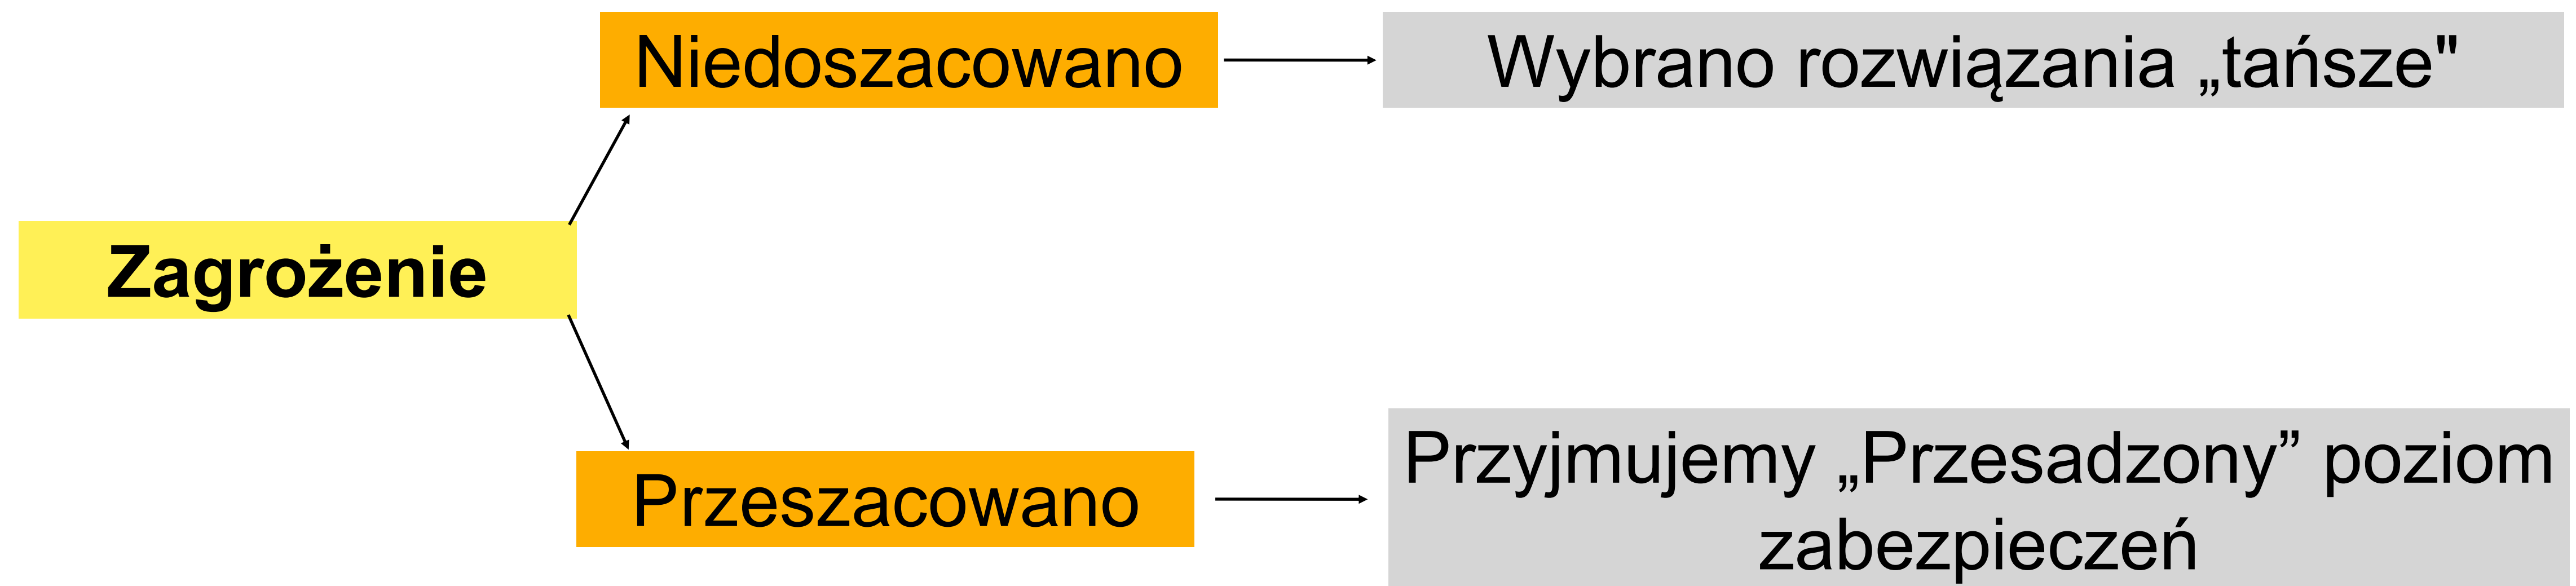 Niedoszacowano
Wybrano rozwiązania „tańsze"
Zagrożenie
Przeszacowano
Przyjmujemy „Przesadzony” poziom
zabezpieczeń